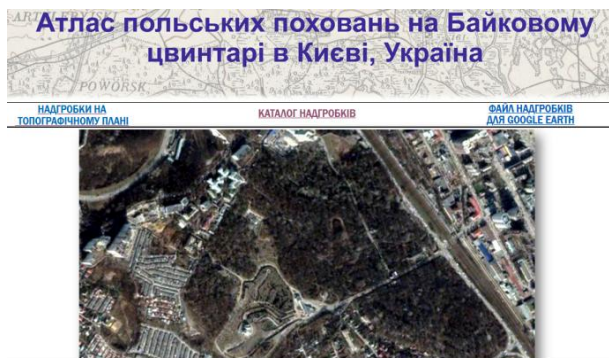 ARTILERYJSKI
Атлас польських поховань на Байковому
цвинтарі в Києві, Україна
POWORSK
НАДГРОБКИ НА
ТОПОГРАФІЧНОМУ ПЛАНІ
КАТАЛОГ НАДГРОБКІВ
ФАЙЛ НАДГРОБКІВ
ДЛЯ GOOGLE EARTH